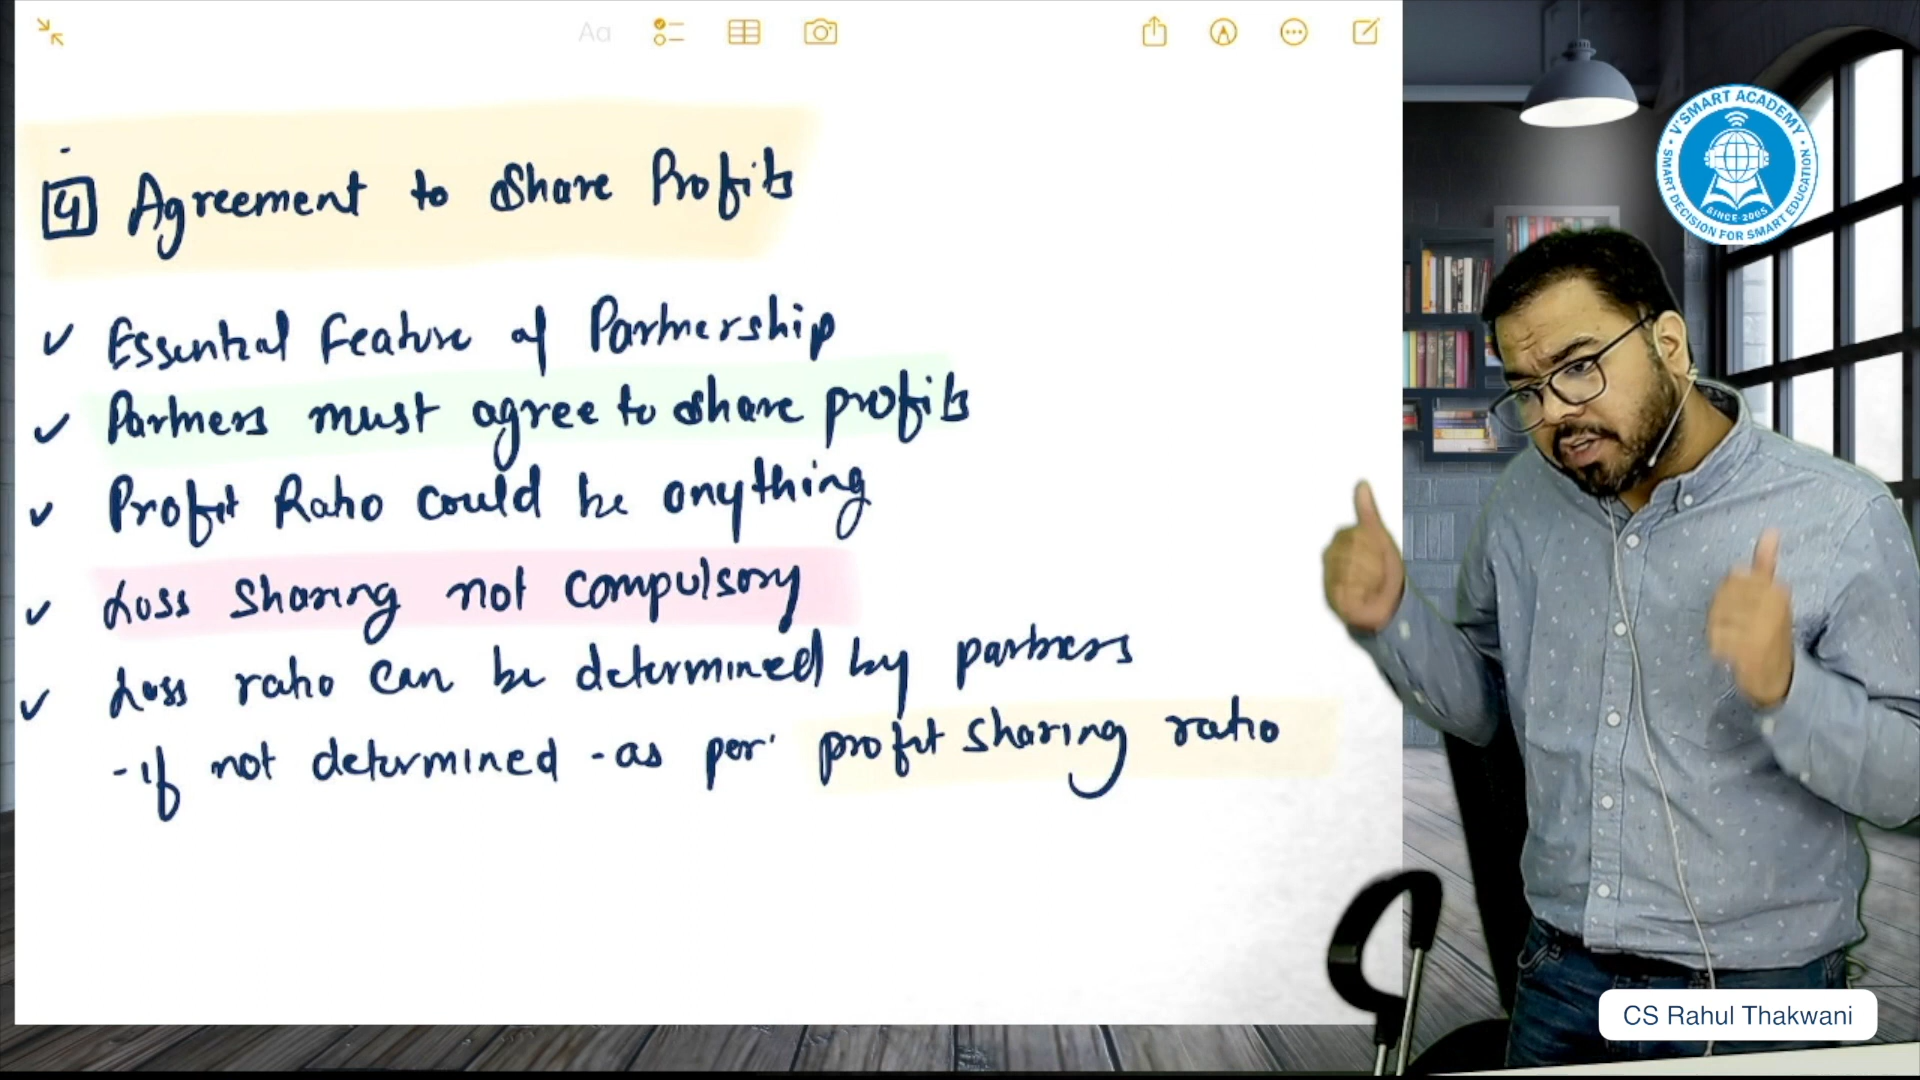 Aa
4 Agreement to Share Profits
✓ Essential Feature of Partnership
✓ Partners must agree to share profits
✓ Profit Ratio could be anything
✓ Loss Sharing not Compulsory
✓ Loss ratio can be determined by partners
- if not determined - as per profit sharing ratio
V'SMART ACADEMY
SINCE-2005
SMART DECISION FOR SMART EDUCATION
CS Rahul Thakwani